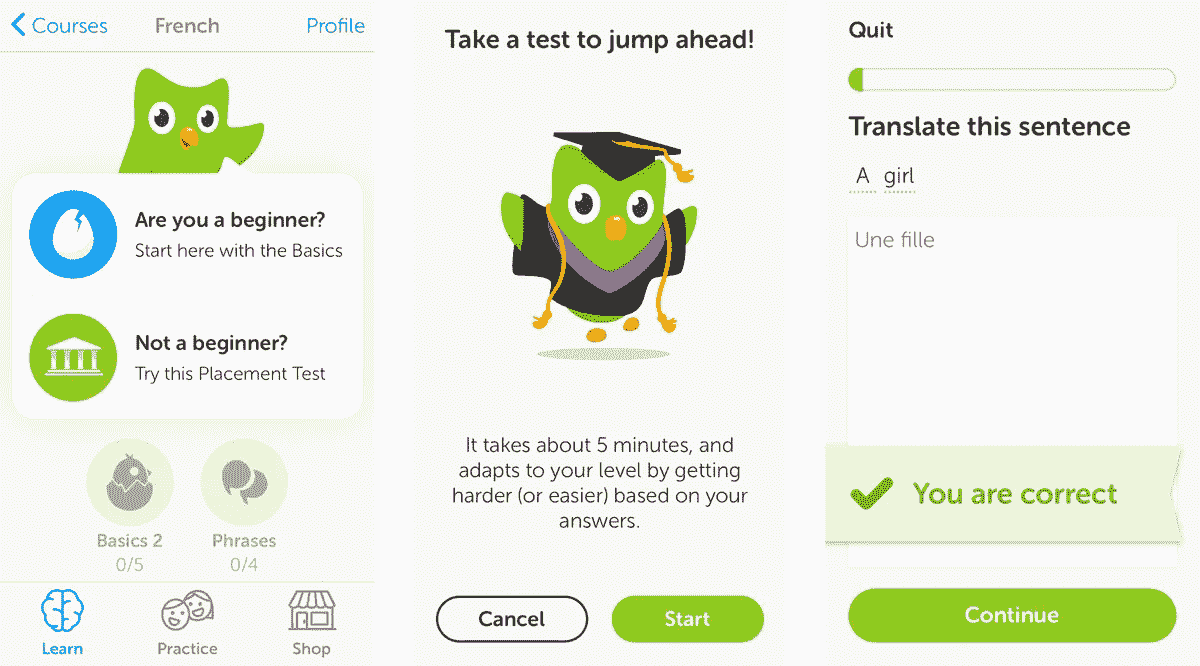 Courses French Profile
Are you a beginner?
Start here with the Basics
Not a beginner?
Try this Placement Test
Basics 2 Phrases
0/5 0/4
Learn Practice Shop
Take a test to jump ahead!
It takes about 5 minutes, and
adapts to your level by getting
harder (or easier) based on your
answers.
Cancel Start
Quit
Translate this sentence
A girl
Une fille
You are correct
Continue